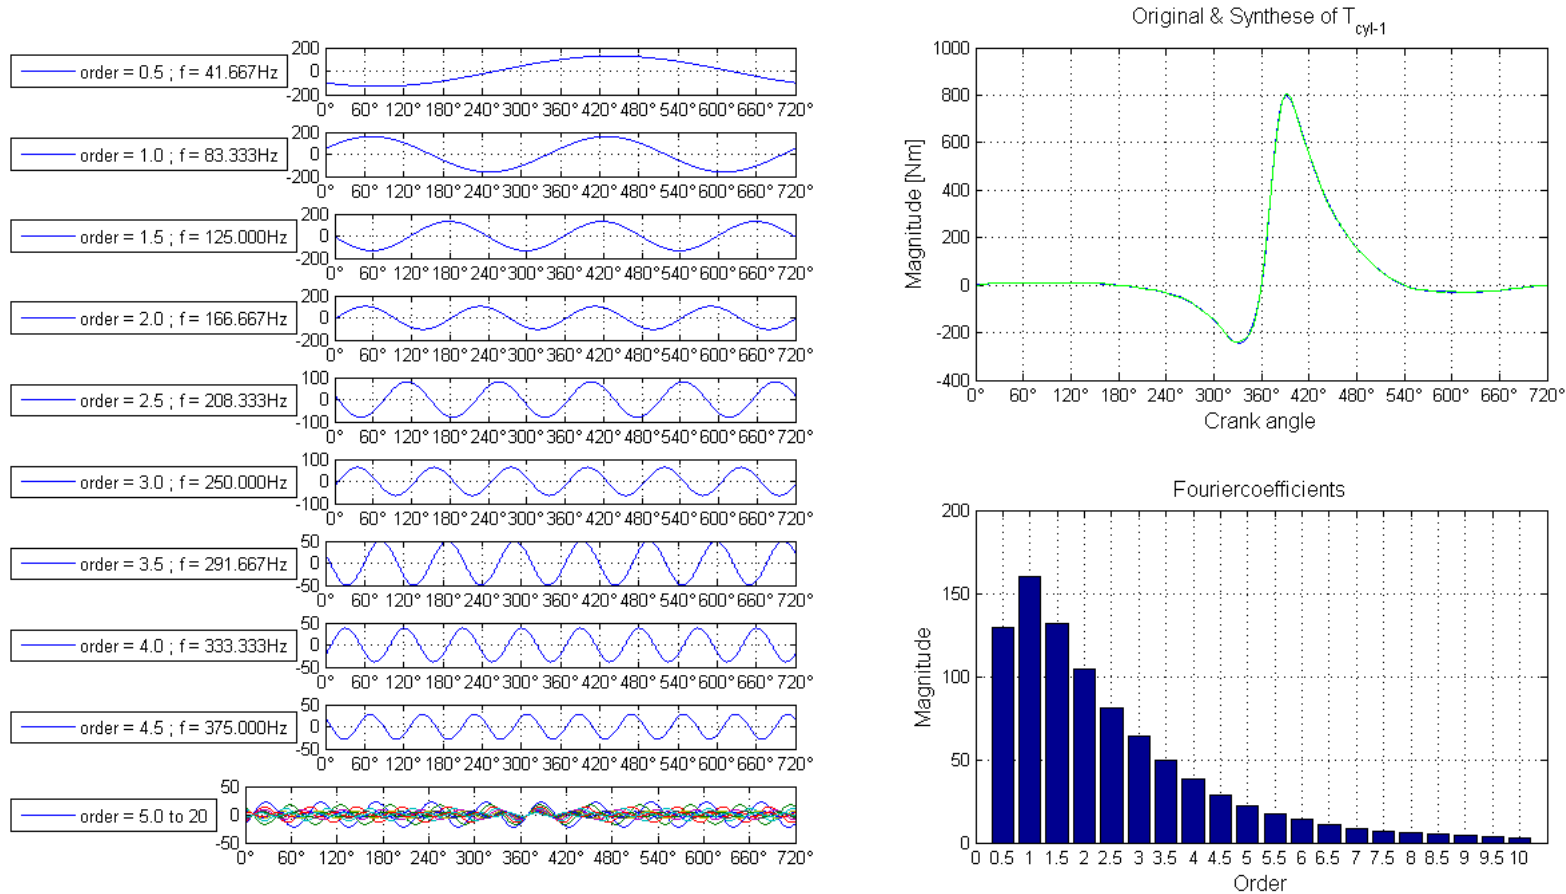 order = 0.5 ; f = 41.667Hz
200
0
-200
0° 60° 120° 180° 240° 300° 360° 420° 480° 540° 600° 660° 720°
order = 1.0 ; f = 83.333Hz
200
0
-200
0° 60° 120° 180° 240° 300° 360° 420° 480° 540° 600° 660° 720°
order = 1.5 ; f = 125.000Hz
200
0
-200
0° 60° 120° 180° 240° 300° 360° 420° 480° 540° 600° 660° 720°
order = 2.0 ; f = 166.667Hz
200
0
-200
0° 60° 120° 180° 240° 300° 360° 420° 480° 540° 600° 660° 720°
order = 2.5 ; f = 208.333Hz
100
0
-100
0° 60° 120° 180° 240° 300° 360° 420° 480° 540° 600° 660° 720°
order = 3.0 ; f = 250.000Hz
100
0
-100
0° 60° 120° 180° 240° 300° 360° 420° 480° 540° 600° 660° 720°
order = 3.5 ; f = 291.667Hz
50
0
-50
0° 60° 120° 180° 240° 300° 360° 420° 480° 540° 600° 660° 720°
order = 4.0 ; f = 333.333Hz
50
0
-50
0° 60° 120° 180° 240° 300° 360° 420° 480° 540° 600° 660° 720°
order = 4.5 ; f = 375.000Hz
50
0
-50
0° 60° 120° 180° 240° 300° 360° 420° 480° 540° 600° 660° 720°
order = 5.0 to 20
50
0
-50
0° 60° 120° 180° 240° 300° 360° 420° 480° 540° 600° 660° 720°
Original & Synthese of T_cyl-1
Magnitude [Nm]
1000
800
600
400
200
0
-200
-400
0° 60° 120° 180° 240° 300° 360° 420° 480° 540° 600° 660° 720°
Crank angle
Fouriercoefficients
Magnitude
200
150
100
50
0
0 0.5 1 1.5 2 2.5 3 3.5 4 4.5 5 5.5 6 6.5 7 7.5 8 8.5 9 9.5 10
Order